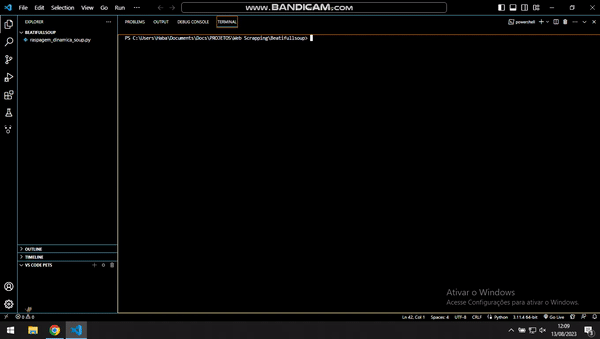 www.BANDICAM.com
File Edit Selection View Go Run ...
EXPLORER ...
PROBLEMS OUTPUT DEBUG CONSOLE TERMINAL
powershell
BEATIFULLSOUP
raspagem_dinamica_soup.py
PS C:\Users\Haba\Documents\Docs\PROJETOS\Web Scrapping\Beatifullsoup>
OUTLINE
TIMELINE
VS CODE PETS
Ativar o Windows
Acesse Configurações para ativar o Windows.
0 0
Ln 42, Col 1 Spaces: 4 UTF-8 CRLF Python 3.11.4 64-bit Go Live
12:09
13/08/2023